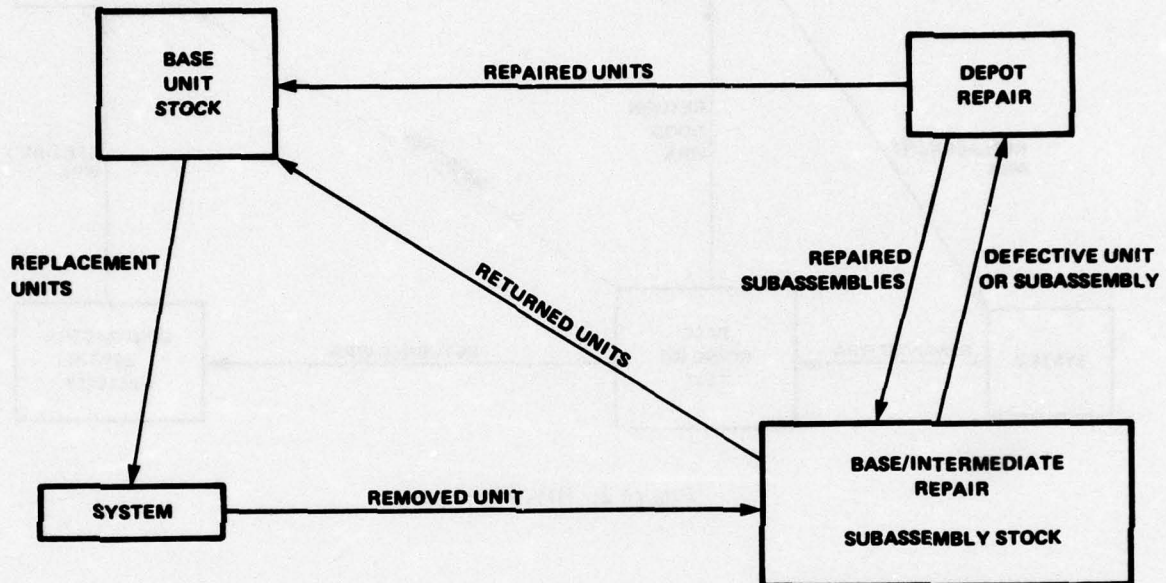 BASE
UNIT
STOCK
REPAIRED UNITS
DEPOT
REPAIR
REPLACEMENT
UNITS
RETURNED UNITS
REPAIRED
SUBASSEMBLIES
DEFECTIVE UNIT
OR SUBASSEMBLY
SYSTEM
REMOVED UNIT
BASE/INTERMEDIATE
REPAIR
SUBASSEMBLY STOCK